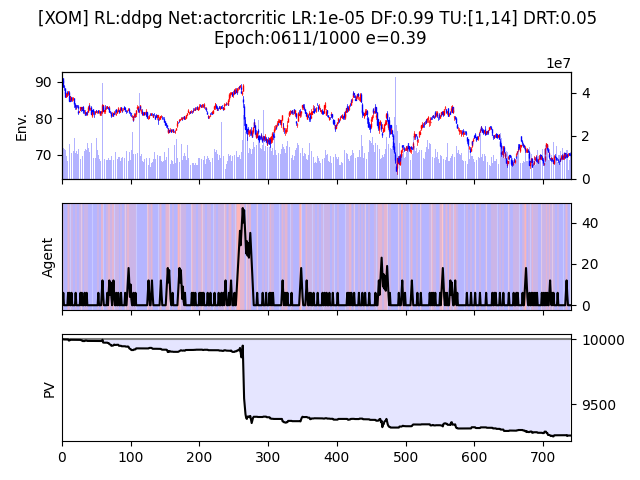 [XOM] RL:ddpg Net:actorcritic LR:1e-05 DF:0.99 TU:[1,14] DRT:0.05
Epoch:0611/1000 e=0.39
1e7
Env.
90
80
70
4
2
0
Agent
40
20
0
PV
10000
9500
0 100 200 300 400 500 600 700